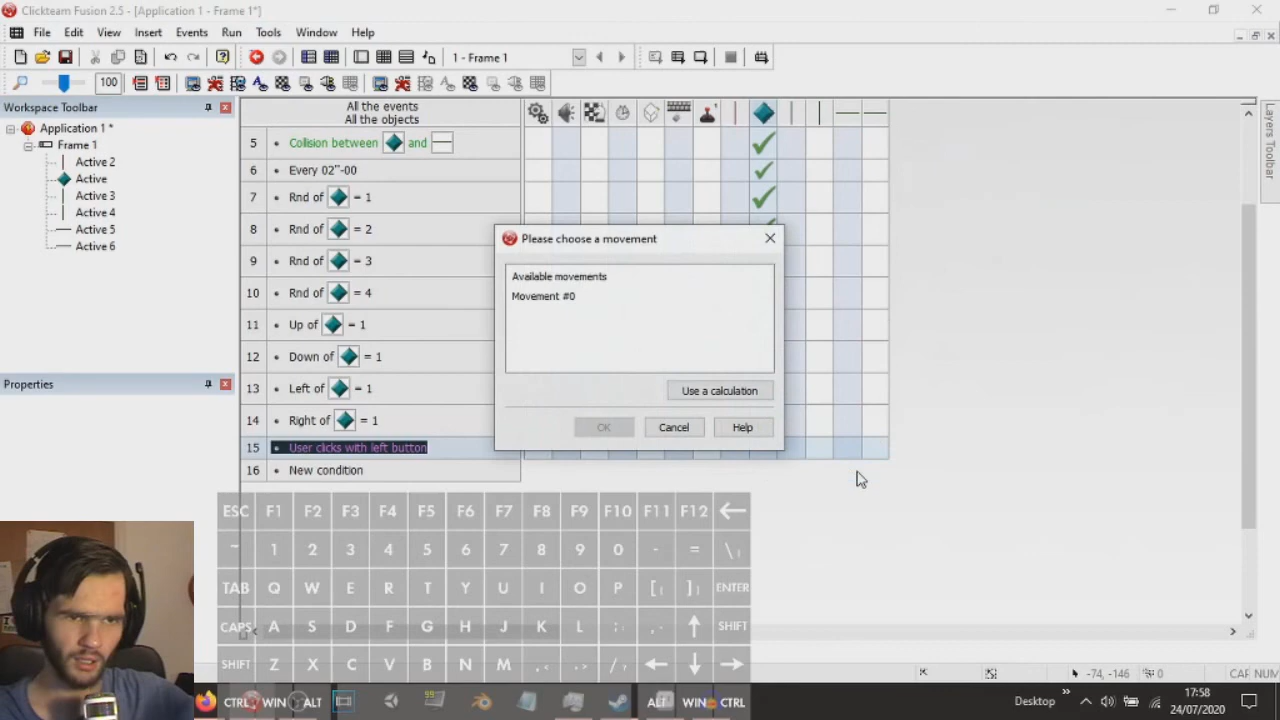 Clickteam Fusion 2.5 - [Application 1 - Frame 1*]
File Edit View Insert Events Run Tools Window Help
1 - Frame 1
100
Workspace Toolbar
Application 1 *
Frame 1
Active 2
Active
Active 3
Active 4
Active 5
Active 6
Properties
All the events
All the objects
5 • Collision between and
6 • Every 02"-00
7 • Rnd of = 1
8 • Rnd of = 2
9 • Rnd of = 3
10 • Rnd of = 4
11 • Up of = 1
12 • Down of = 1
13 • Left of = 1
14 • Right of = 1
15 • User clicks with left button
16 • New condition
Please choose a movement
Available movements
Movement #0
Use a calculation
OK Cancel Help
Layers Toolbar
ESC F1 F2 F3 F4 F5 F6 F7 F8 F9 F10 F11 F12
~ 1 2 3 4 5 6 7 8 9 0 - = \|
TAB Q W E R T Y U I O P [{ ]} ENTER
CAPS A S D F G H J K L ;: SHIFT
SHIFT Z X C V B N M ,< .> /?
CTRL WIN ALT ALT WIN CTRL
-74, -146 0 CAP NUM
99
Desktop 17:58
24/07/2020